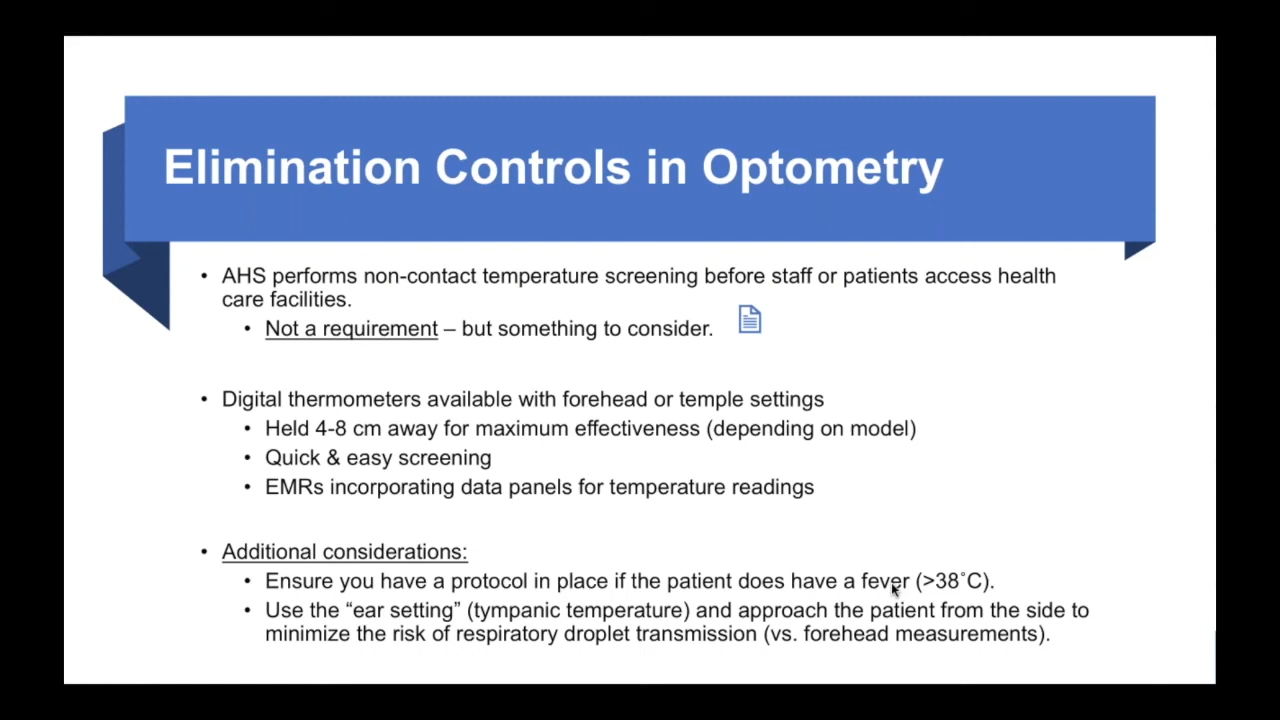 Elimination Controls in Optometry
• AHS performs non-contact temperature screening before staff or patients access health
care facilities.
• Not a requirement – but something to consider.
• Digital thermometers available with forehead or temple settings
• Held 4-8 cm away for maximum effectiveness (depending on model)
• Quick & easy screening
• EMRs incorporating data panels for temperature readings
• Additional considerations:
• Ensure you have a protocol in place if the patient does have a fever (>38˚C).
• Use the “ear setting” (tympanic temperature) and approach the patient from the side to
minimize the risk of respiratory droplet transmission (vs. forehead measurements).